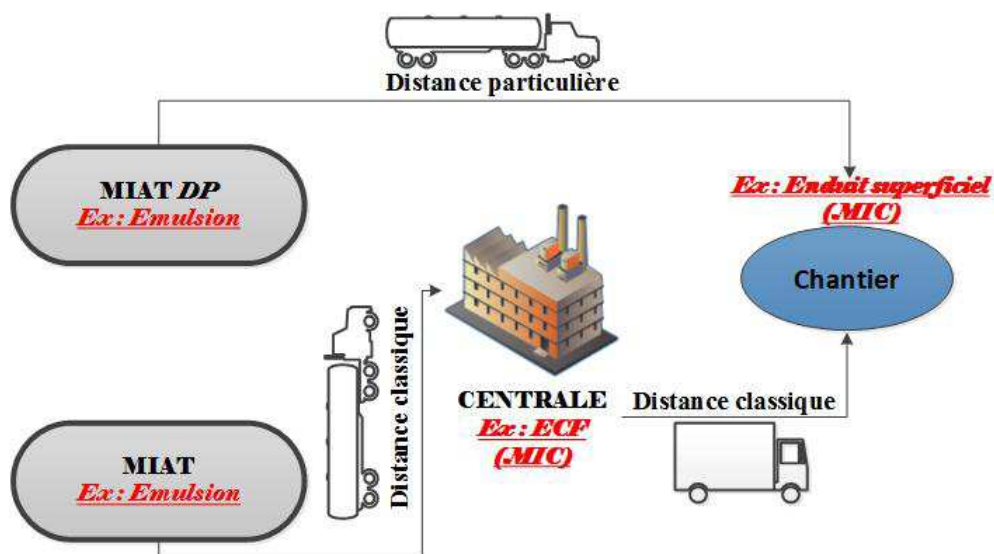 Distance particulière
MIAT DP
Ex : Emulsion
Ex : Enduit superficiel
(MIC)
Chantier
Distance classique
CENTRALE
Ex : ECF
(MIC)
Distance classique
MIAT
Ex : Emulsion